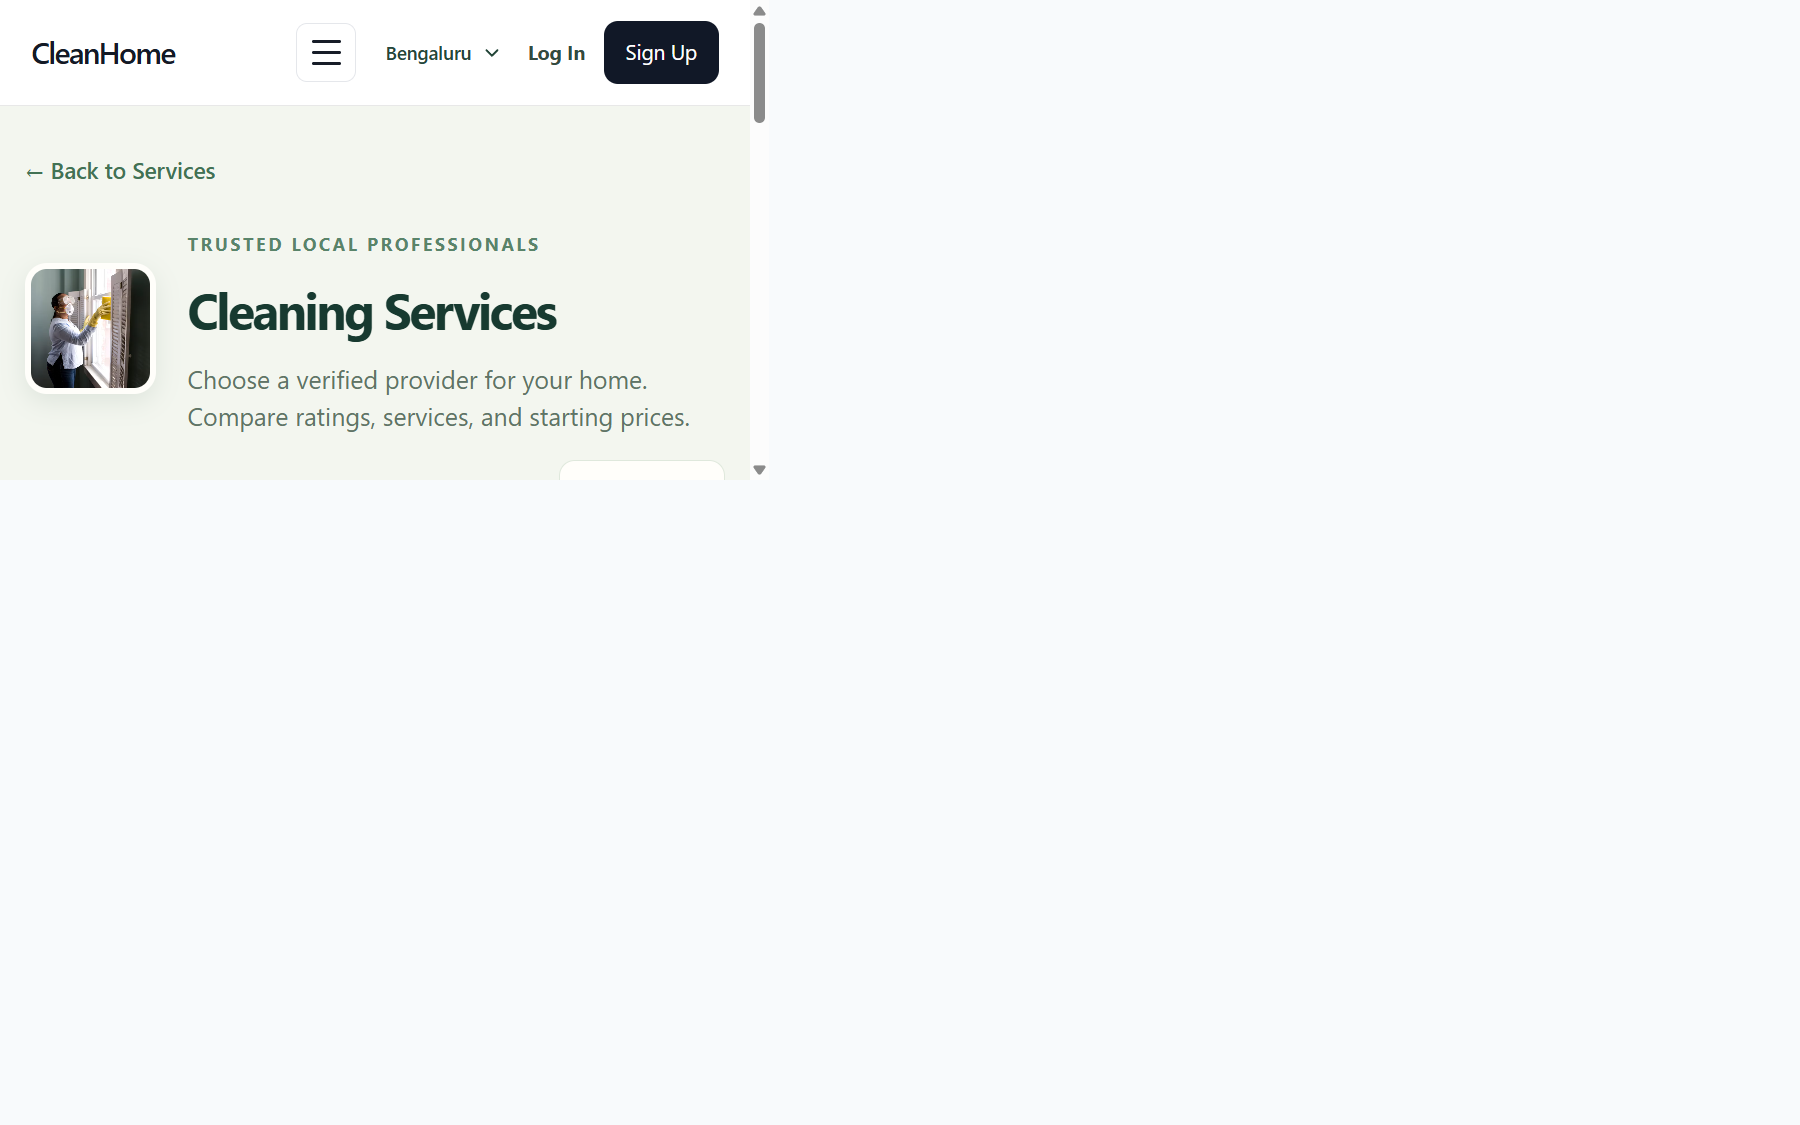 CleanHome
Bengaluru
Log In
Sign Up
← Back to Services
TRUSTED LOCAL PROFESSIONALS
Cleaning Services
Choose a verified provider for your home.
Compare ratings, services, and starting prices.